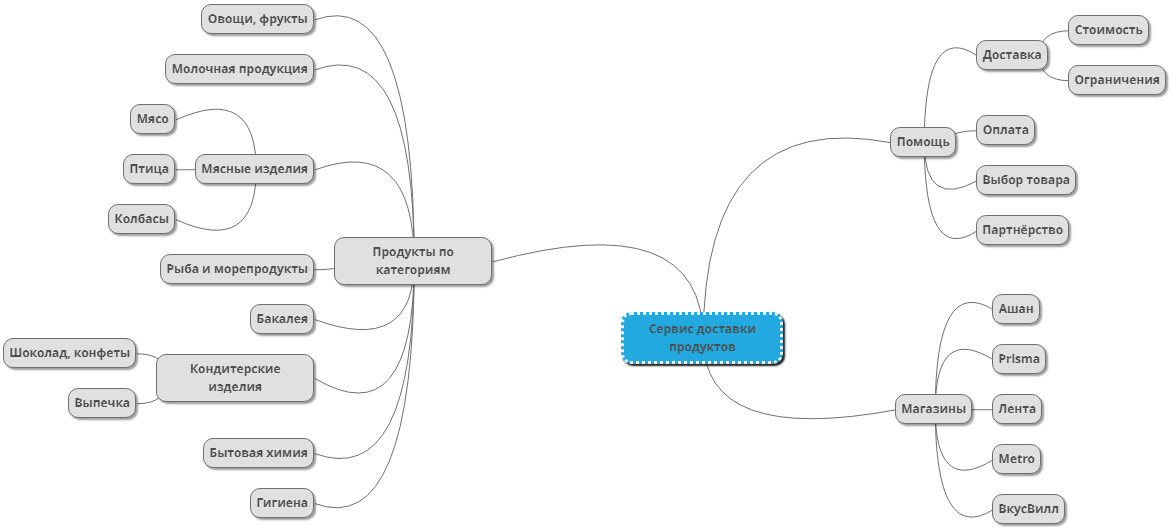 Овощи, фрукты
Молочная продукция
Мясо
Птица
Мясные изделия
Колбасы
Продукты по
категориям
Рыба и морепродукты
Бакалея
Шоколад, конфеты
Кондитерские
изделия
Выпечка
Бытовая химия
Гигиена
Сервис доставки
продуктов
Стоимость
Доставка
Ограничения
Помощь
Оплата
Выбор товара
Партнёрство
Ашан
Prisma
Магазины
Лента
Metro
ВкусВилл